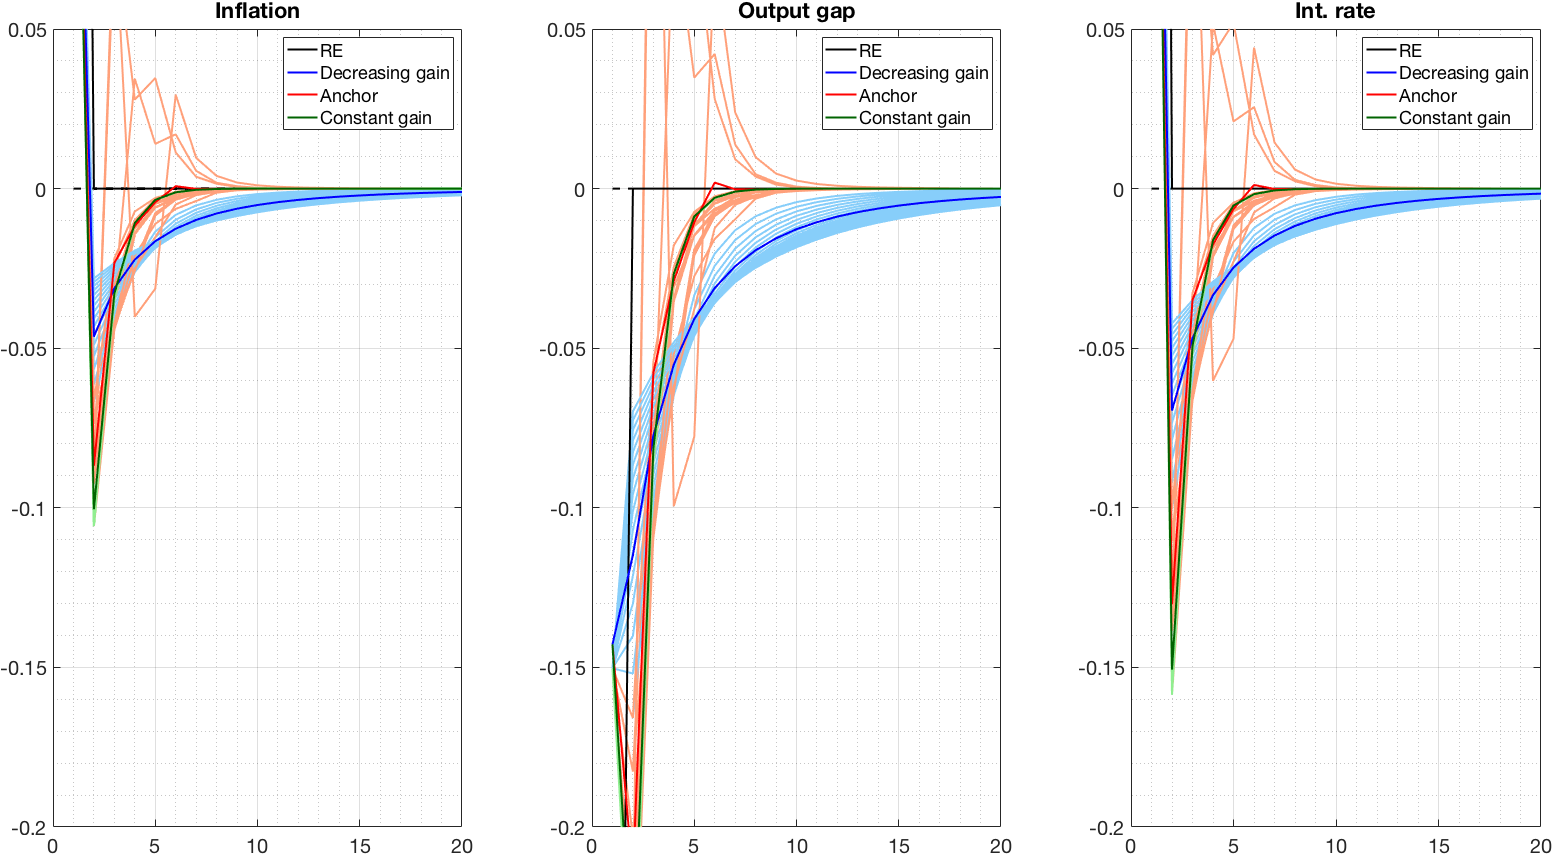 Inflation
0.05
0
-0.05
-0.1
-0.15
-0.2
0
5
10
15
20
RE
Decreasing gain
Anchor
Constant gain
Output gap
0.05
0
-0.05
-0.1
-0.15
-0.2
0
5
10
15
20
RE
Decreasing gain
Anchor
Constant gain
Int. rate
0.05
0
-0.05
-0.1
-0.15
-0.2
0
5
10
15
20
RE
Decreasing gain
Anchor
Constant gain